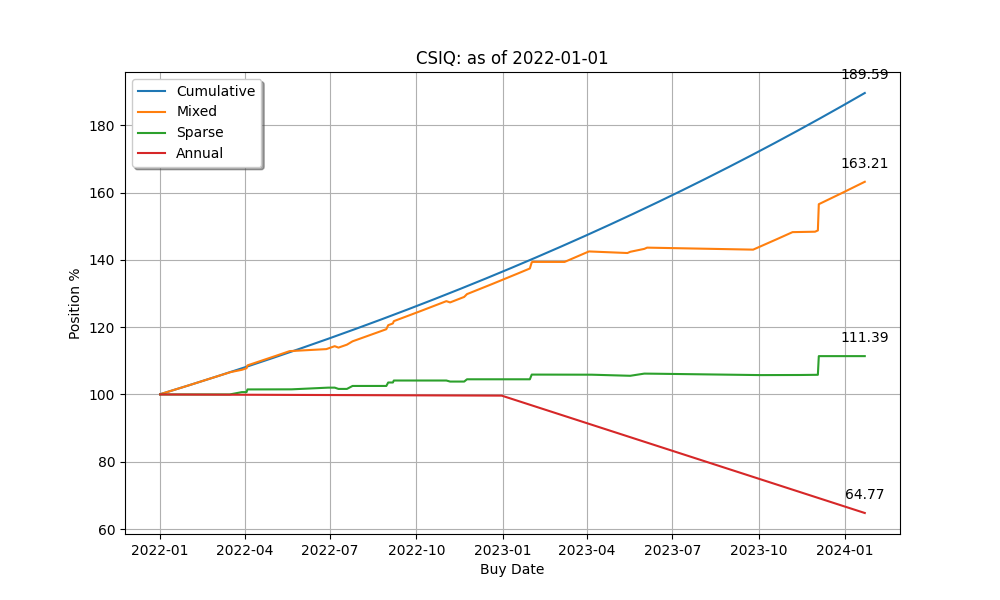 CSIQ: as of 2022-01-01
189.59
Cumulative
Mixed
Sparse
Annual
163.21
111.39
64.77
180
160
140
120
100
80
60
Position %
2022-01 2022-04 2022-07 2022-10 2023-01 2023-04 2023-07 2023-10 2024-01
Buy Date